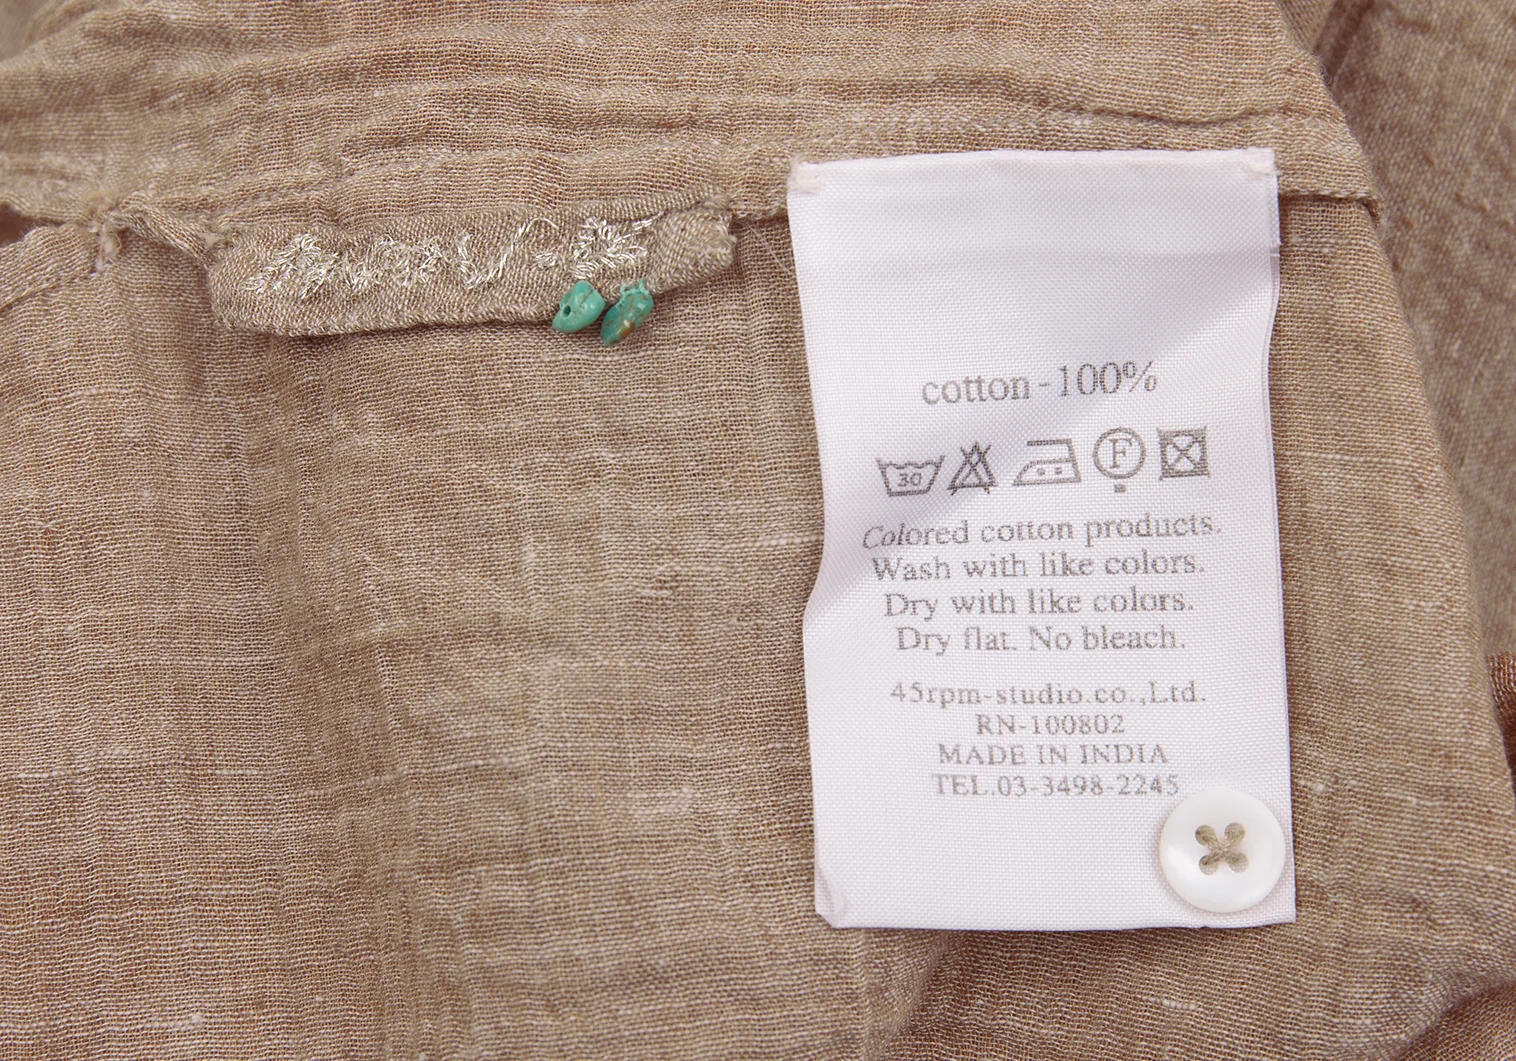 cotton-100%
30
F
Colored cotton products.
Wash with like colors.
Dry with like colors.
Dry flat. No bleach.
45rpm-studio.co.,Ltd.
RN-100802
MADE IN INDIA
TEL.03-3498-2245